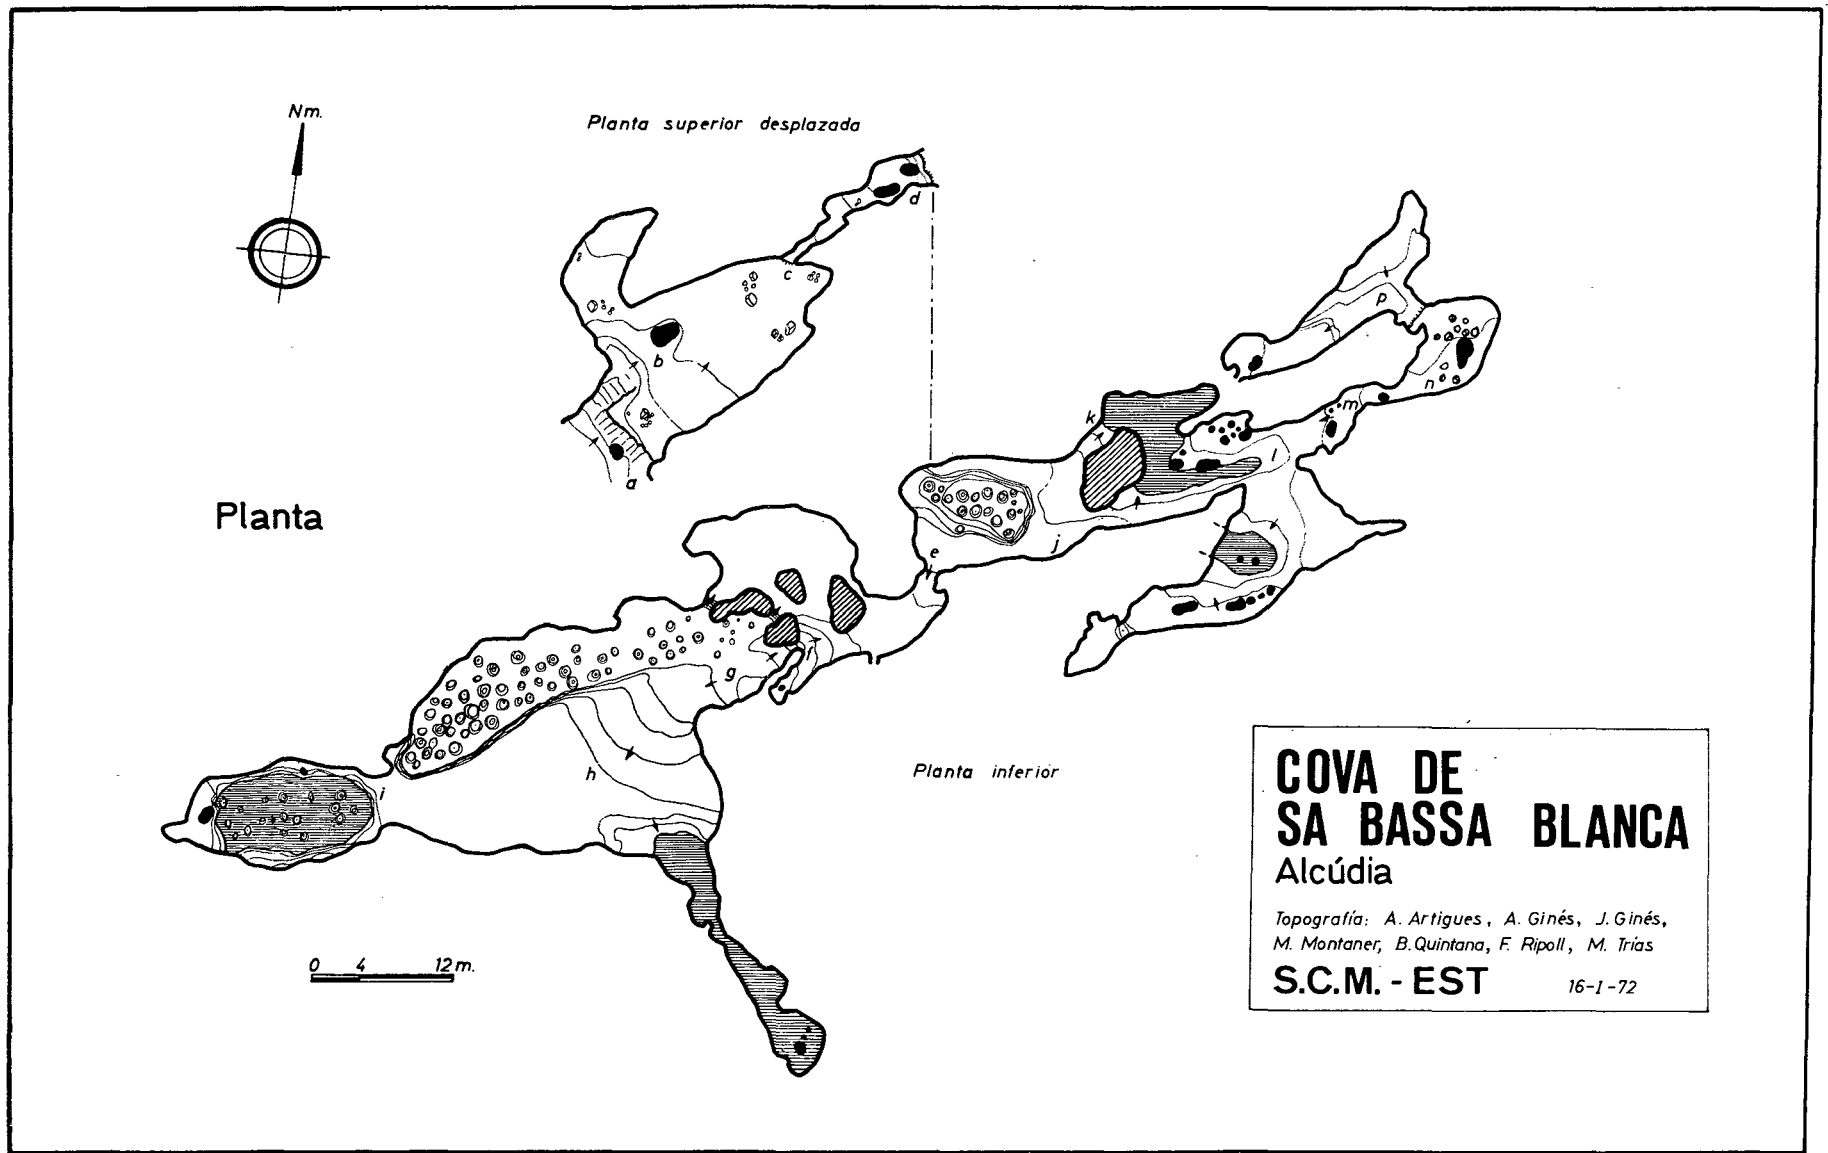 Nm.
Planta superior desplazada
d
c
b
a
p
n
m
k
l
j
e
Planta
f
g
h
i
Planta inferior
0 4 12 m.
COVA DE
SA BASSA BLANCA
Alcúdia
Topografía: A. Artigues, A. Ginés, J. Ginés,
M. Montaner, B. Quintana, F. Ripoll, M. Trías
S.C.M. - EST 16-I-72